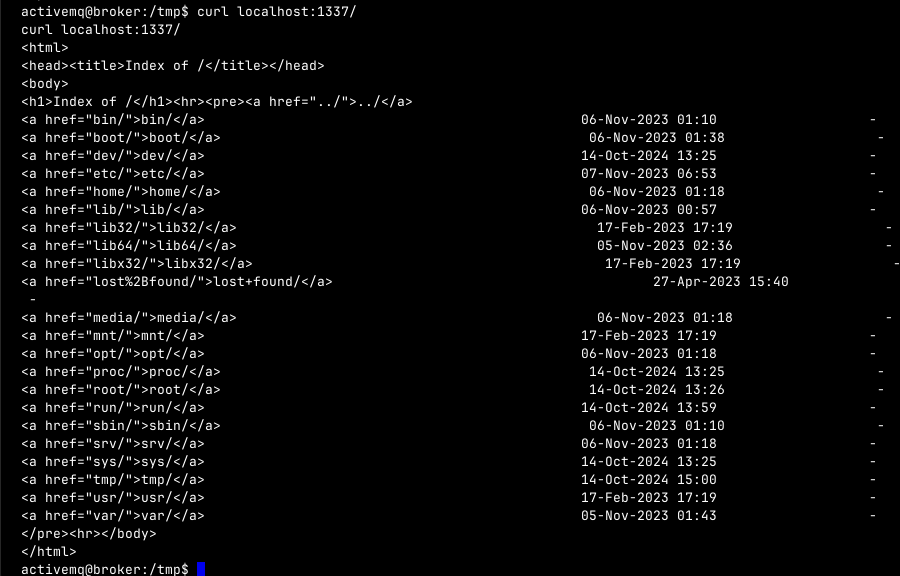 activemq@broker:/tmp$ curl localhost:1337/
curl localhost:1337/
<html>
<head><title>Index of /</title></head>
<body>
<h1>Index of /</h1><hr><pre><a href="../">../</a>
<a href="bin/">bin/</a>                                               06-Nov-2023 01:10                   -
<a href="boot/">boot/</a>                                              06-Nov-2023 01:38                   -
<a href="dev/">dev/</a>                                               14-Oct-2024 13:25                   -
<a href="etc/">etc/</a>                                               07-Nov-2023 06:53                   -
<a href="home/">home/</a>                                              06-Nov-2023 01:18                   -
<a href="lib/">lib/</a>                                               06-Nov-2023 00:57                   -
<a href="lib32/">lib32/</a>                                             17-Feb-2023 17:19                   -
<a href="lib64/">lib64/</a>                                             05-Nov-2023 02:36                   -
<a href="libx32/">libx32/</a>                                            17-Feb-2023 17:19                   -
<a href="lost%2Bfound/">lost+found/</a>                                        27-Apr-2023 15:40
 -
<a href="media/">media/</a>                                             06-Nov-2023 01:18                   -
<a href="mnt/">mnt/</a>                                               17-Feb-2023 17:19                   -
<a href="opt/">opt/</a>                                               06-Nov-2023 01:18                   -
<a href="proc/">proc/</a>                                              14-Oct-2024 13:25                   -
<a href="root/">root/</a>                                              14-Oct-2024 13:26                   -
<a href="run/">run/</a>                                               14-Oct-2024 13:59                   -
<a href="sbin/">sbin/</a>                                              06-Nov-2023 01:10                   -
<a href="srv/">srv/</a>                                               06-Nov-2023 01:18                   -
<a href="sys/">sys/</a>                                               14-Oct-2024 13:25                   -
<a href="tmp/">tmp/</a>                                               14-Oct-2024 15:00                   -
<a href="usr/">usr/</a>                                               17-Feb-2023 17:19                   -
<a href="var/">var/</a>                                               05-Nov-2023 01:43                   -
</pre><hr></body>
</html>
activemq@broker:/tmp$